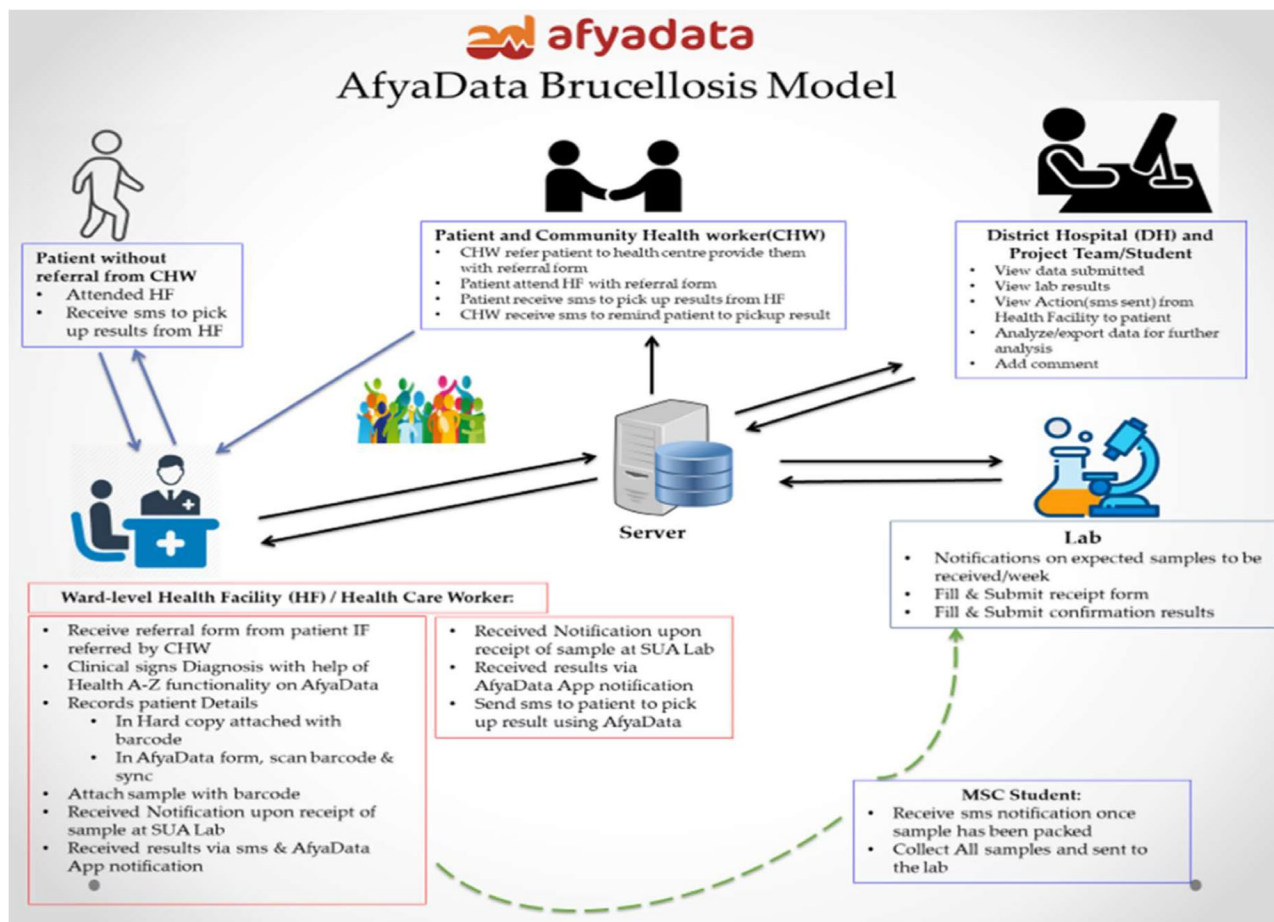 afyadata
AfyaData Brucellosis Model
Patient without
referral from CHW
• Attended HF
• Receive sms to pick
up results from HF
Patient and Community Health worker(CHW)
• CHW refer patient to health centre provide them
with referral form
• Patient attend HF with referral form
• Patient receive sms to pick up results from HF
• CHW receive sms to remind patient to pickup result
District Hospital (DH) and
Project Team/Student
• View data submitted
• View lab results
• View Action(sms sent) from
Health Facility to patient
• Analyze/export data for further
analysis
• Add comment
Server
Lab
• Notifications on expected samples to be
received/week
• Fill & Submit receipt form
• Fill & Submit confirmation results
Ward-level Health Facility (HF) / Health Care Worker:
• Receive referral form from patient IF
referred by CHW
• Clinical signs Diagnosis with help of
Health A-Z functionality on AfyaData
• Records patient Details
• In Hard copy attached with
barcode
• In AfyaData form, scan barcode &
sync
• Attach sample with barcode
• Received Notification upon receipt of
sample at SUA Lab
• Received results via sms & AfyaData
App notification
• Received Notification upon
receipt of sample at SUA Lab
• Received results via
AfyaData App notification
• Send sms to patient to pick
up result using AfyaData
MSC Student:
• Receive sms notification once
sample has been packed
• Collect All samples and sent to
the lab